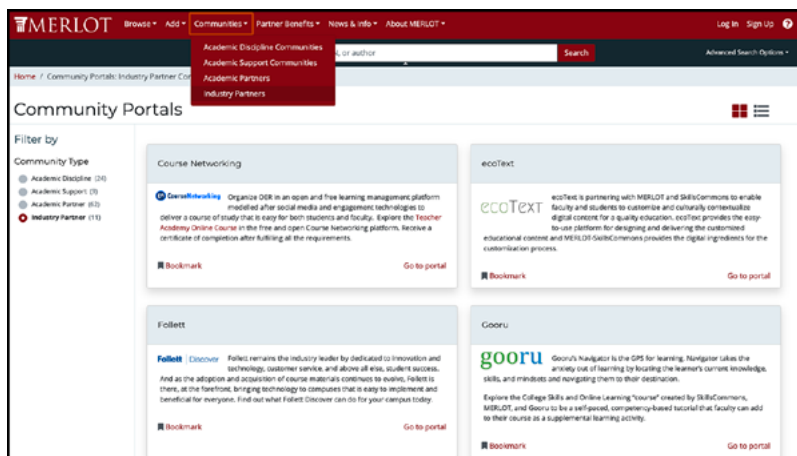 MERLOT
Browse Add Communities Partner Benefits News & Info About MERLOT
Log In Sign Up ?
Academic Discipline Communities
Academic Support Communities
Academic Partners
Industry Partners
l, or author
Search
Advanced Search Options
Home / Community Portals: Industry Partner Co
Community Portals
Filter by
Community Type
Academic Discipline (24)
Academic Support
Academic Partner (62)
Industry Partner (11)
Course Networking
CourseNetworking Organize OER in an open and free learning management platform
modelled after social media and engagement technologies to
deliver a course of study that is easy for both students and faculty. Explore the Teacher
Academy Online Course in the free and open Course Networking platform. Receive a
certificate of completion after fulfilling all the requirements.
Bookmark
Go to portal
ecoText
ecoText ecoText is partnering with MERLOT and SkillsCommons to enable
faculty and students to customize and culturally contextualize
digital content for a quality education. ecoText provides the easy-
to-use platform for designing and delivering the customized
educational content and MERLOT-SkillsCommons provides the digital ingredients for the
customization process.
Bookmark
Go to portal
Follett
Follett Discover Follett remains the industry leader by dedicated to innovation and
technology, customer service, and above all else, student success.
And as the adoption and acquisition of course materials continues to evolve, Follett is
there, at the forefront, bringing technology to campuses that is easy to implement and
beneficial for everyone. Find out what Follett Discover can do for your campus today.
Bookmark
Go to portal
Gooru
gooru Gooru's Navigator is the GPS for learning. Navigator takes the
anxiety out of learning by locating the learner's current knowledge,
skills, and mindsets and navigating them to their destination.
Explore the College Skills and Online Learning "course" created by SkillsCommons,
MERLOT, and Gooru to be a self-paced, competency-based tutorial that faculty can add
to their course as a supplemental learning activity.
Bookmark
Go to portal